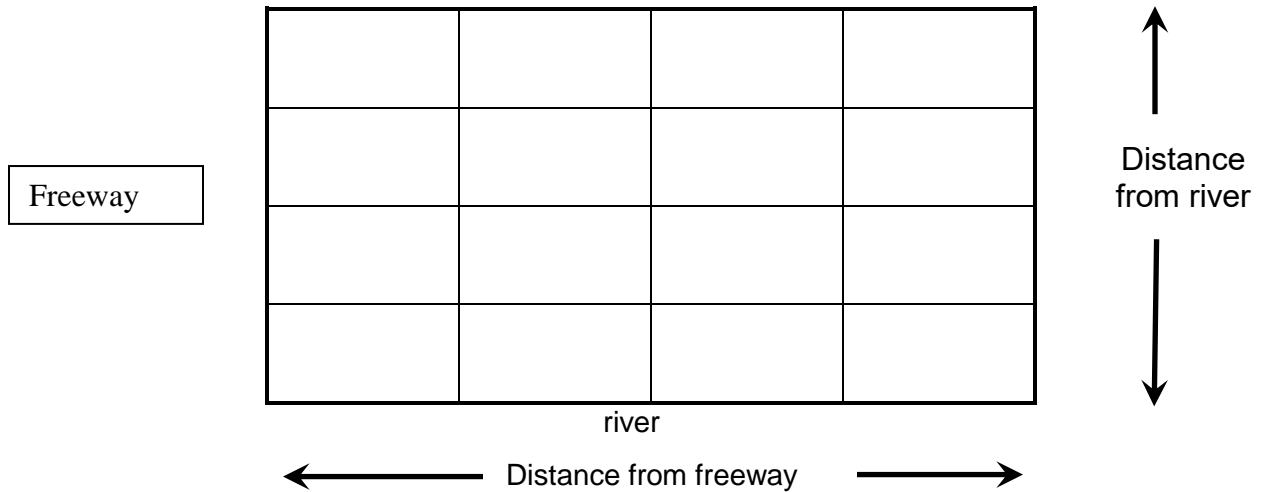 Freeway
Distance
from river
river
Distance from freeway